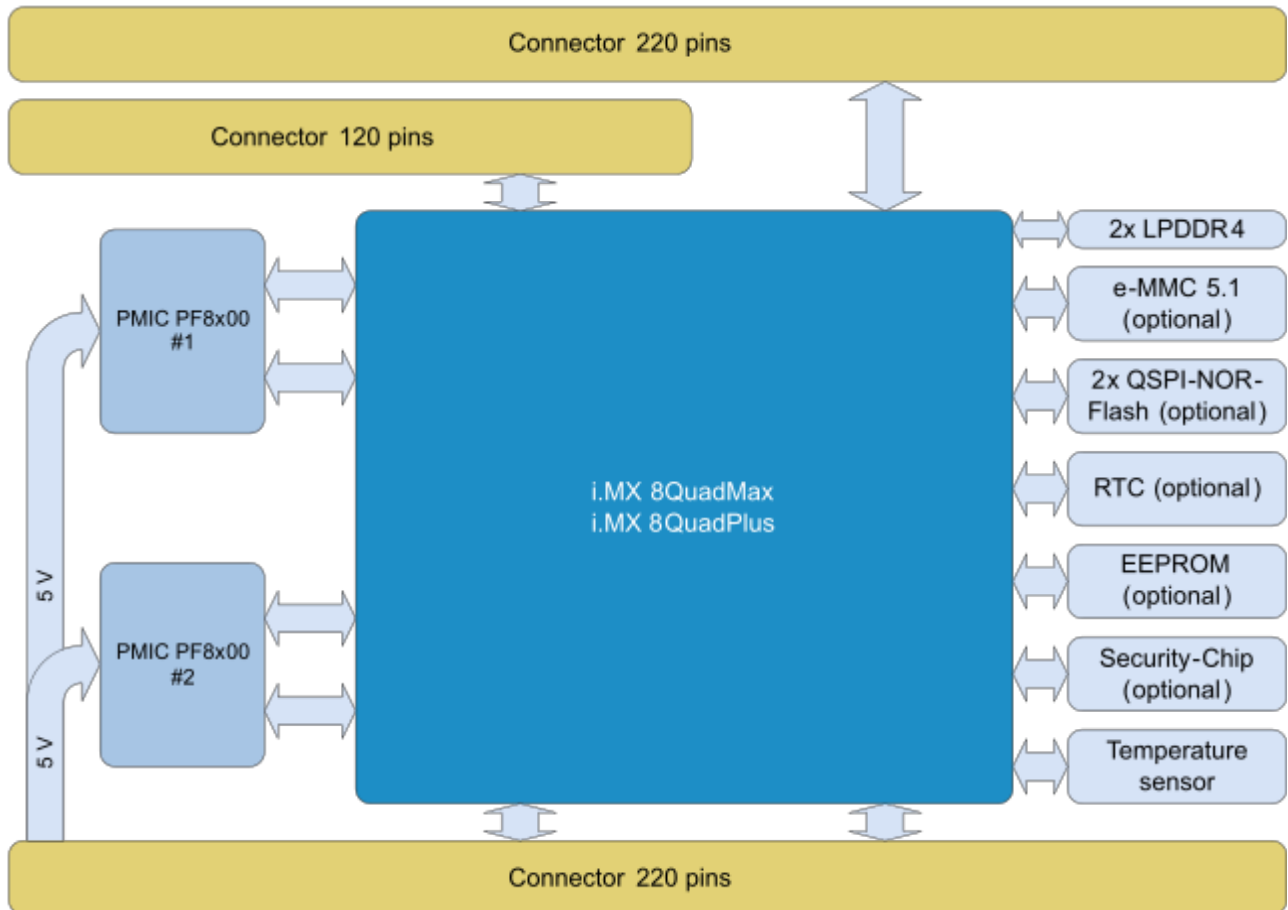 Connector 220 pins
Connector 120 pins
2x LPDDR4
e-MMC 5.1
(optional)
PMIC PF8x00
#1
2x QSPI-NOR-
Flash (optional)
i.MX 8QuadMax
i.MX 8QuadPlus
RTC (optional)
EEPROM
(optional)
5 V
PMIC PF8x00
#2
Security-Chip
(optional)
5 V
Temperature
sensor
Connector 220 pins